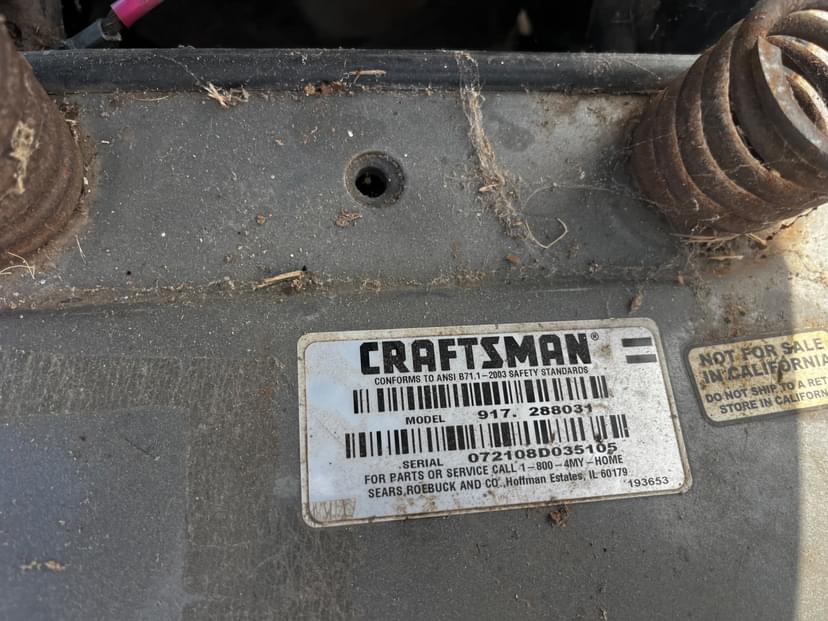 CRAFTSMAN®
CONFORMS TO ANSI B71.1-2003 SAFETY STANDARDS
MODEL 917. 288031
SERIAL 072108D035105
FOR PARTS OR SERVICE CALL 1-800-4MY-HOME
SEARS,ROEBUCK AND CO.,Hoffman Estates, IL 60179
193653
NOT FOR SALE
IN CALIFORNIA
DO NOT SHIP TO A
STORE IN